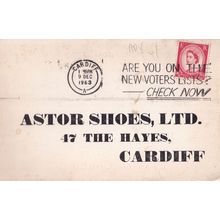 CARDIFF
9 DEC
1963
A
ARE YOU ON THE
NEW VOTERS LISTS?
CHECK NOW
ASTOR SHOES, LTD.
47 THE HAYES,
CARDIFF